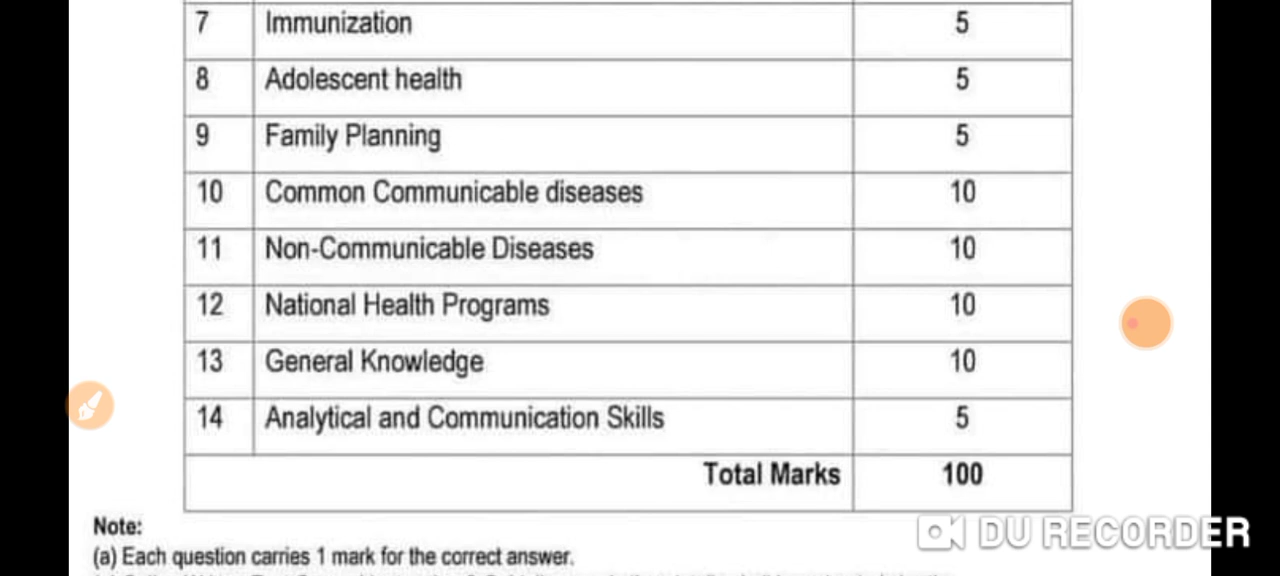 7 Immunization 5
8 Adolescent health 5
9 Family Planning 5
10 Common Communicable diseases 10
11 Non-Communicable Diseases 10
12 National Health Programs 10
13 General Knowledge 10
14 Analytical and Communication Skills 5
Total Marks 100
Note:
(a) Each question carries 1 mark for the correct answer.
DU RECORDER